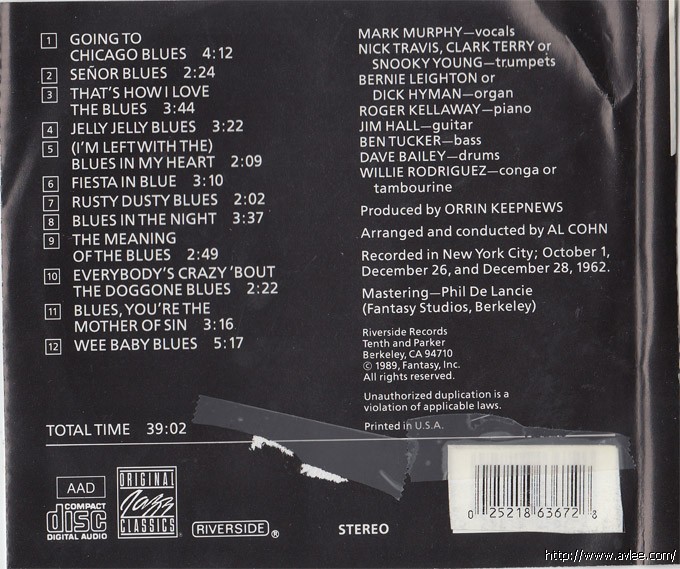 1 GOING TO
CHICAGO BLUES 4:12
2 SEÑOR BLUES 2:24
3 THAT'S HOW I LOVE
THE BLUES 3:44
4 JELLY JELLY BLUES 3:22
5 (I'M LEFT WITH THE)
BLUES IN MY HEART 2:09
6 FIESTA IN BLUE 3:10
7 RUSTY DUSTY BLUES 2:02
8 BLUES IN THE NIGHT 3:37
9 THE MEANING
OF THE BLUES 2:49
10 EVERYBODY'S CRAZY 'BOUT
THE DOGGONE BLUES 2:22
11 BLUES, YOU'RE THE
MOTHER OF SIN 3:16
12 WEE BABY BLUES 5:17
TOTAL TIME 39:02
MARK MURPHY—vocals
NICK TRAVIS, CLARK TERRY or
SNOOKY YOUNG—trumpets
BERNIE LEIGHTON or
DICK HYMAN—organ
ROGER KELLAWAY—piano
JIM HALL—guitar
BEN TUCKER—bass
DAVE BAILEY—drums
WILLIE RODRIGUEZ—conga or
tambourine
Produced by ORRIN KEEPNEWS
Arranged and conducted by AL COHN
Recorded in New York City; October 1,
December 26, and December 28, 1962.
Mastering—Phil De Lancie
(Fantasy Studios, Berkeley)
Riverside Records
Tenth and Parker
Berkeley, CA 94710
© 1989, Fantasy, Inc.
All rights reserved.
Unauthorized duplication is a
violation of applicable laws.
Printed in U.S.A.
AAD
COMPACT
disc
DIGITAL AUDIO
ORIGINAL
Jazz
CLASSICS
RIVERSIDE ®
STEREO
0 25218 63672 8
http://www.avlee.com/